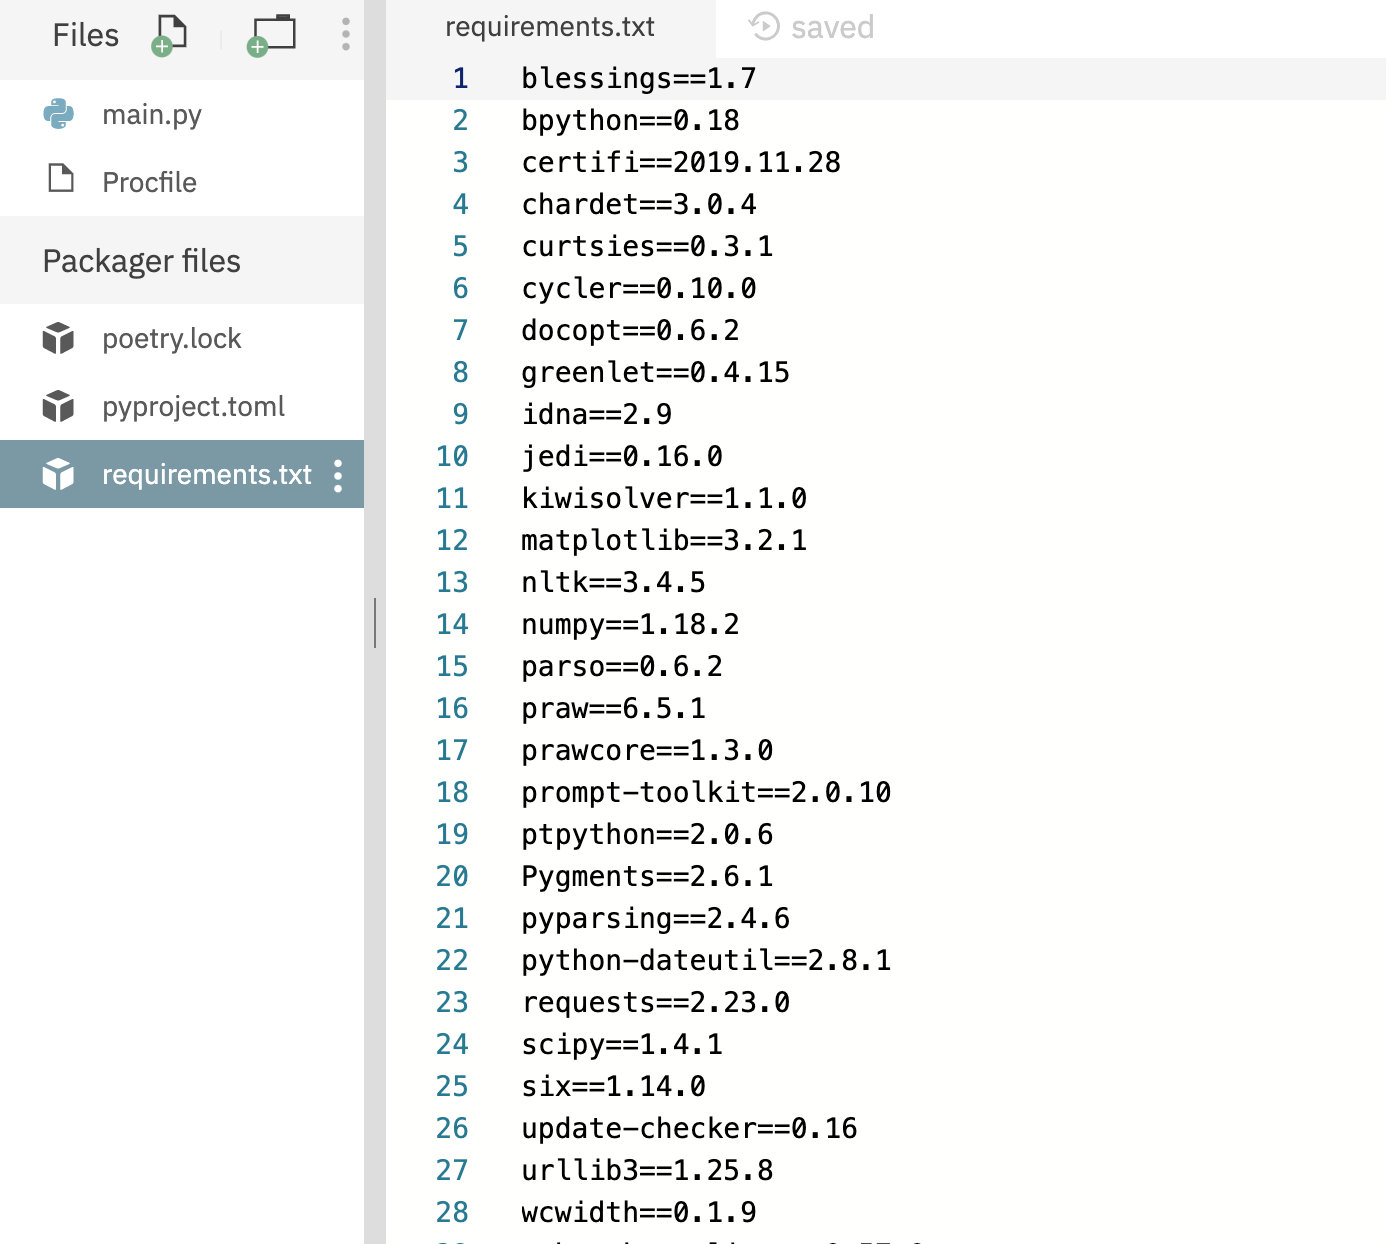 Files
main.py
Procfile
Packager files
poetry.lock
pyproject.toml
requirements.txt
requirements.txt saved
1 blessings==1.7
2 bpython==0.18
3 certifi==2019.11.28
4 chardet==3.0.4
5 curtsies==0.3.1
6 cycler==0.10.0
7 docopt==0.6.2
8 greenlet==0.4.15
9 idna==2.9
10 jedi==0.16.0
11 kiwisolver==1.1.0
12 matplotlib==3.2.1
13 nltk==3.4.5
14 numpy==1.18.2
15 parso==0.6.2
16 praw==6.5.1
17 prawcore==1.3.0
18 prompt-toolkit==2.0.10
19 ptpython==2.0.6
20 Pygments==2.6.1
21 pyparsing==2.4.6
22 python-dateutil==2.8.1
23 requests==2.23.0
24 scipy==1.4.1
25 six==1.14.0
26 update-checker==0.16
27 urllib3==1.25.8
28 wcwidth==0.1.9